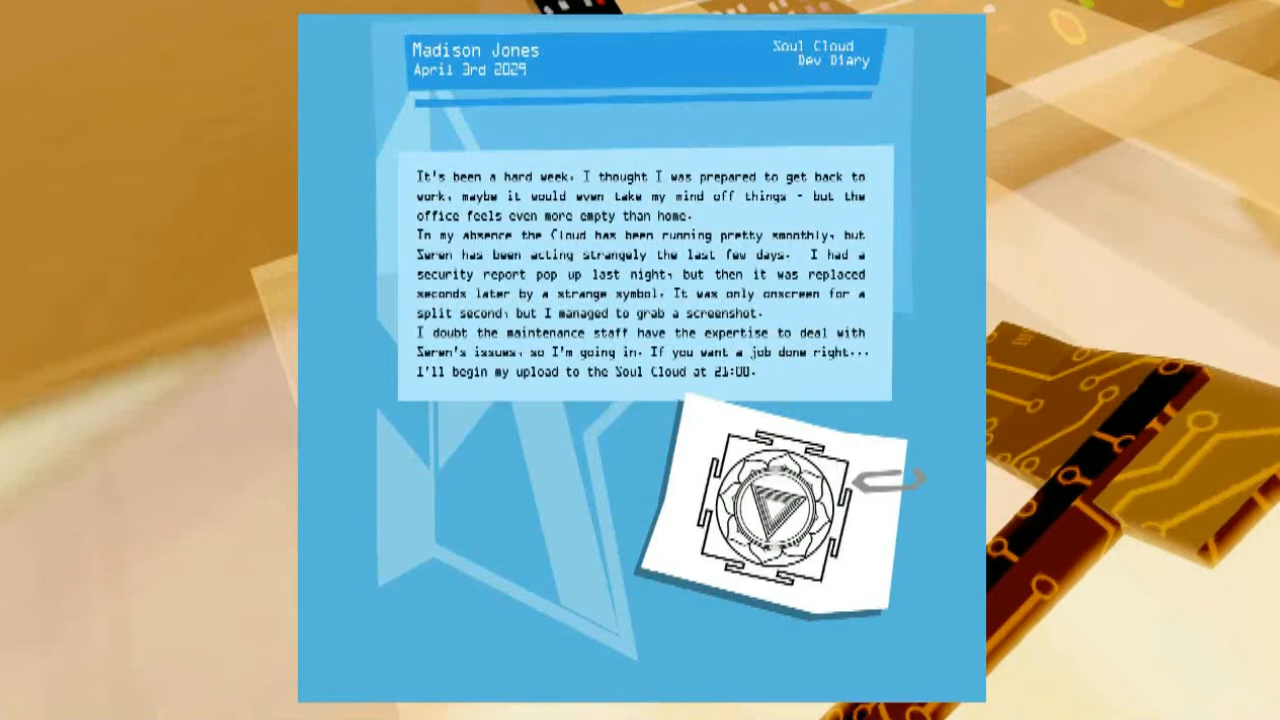 Madison Jones
April 3rd 2029
Soul Cloud
Dev Diary
It's been a hard week. I thought I was prepared to get back to
work, maybe it would even take my mind off things - but the
office feels even more empty than home.
In my absence the Cloud has been running pretty smoothly, but
Seren has been acting strangely the last few days. I had a
security report pop up last night, but then it was replaced
seconds later by a strange symbol. It was only onscreen for a
split second, but I managed to grab a screenshot.
I doubt the maintenance staff have the expertise to deal with
Seren's issues, so I'm going in. If you want a job done right...
I'll begin my upload to the Soul Cloud at 21:00.